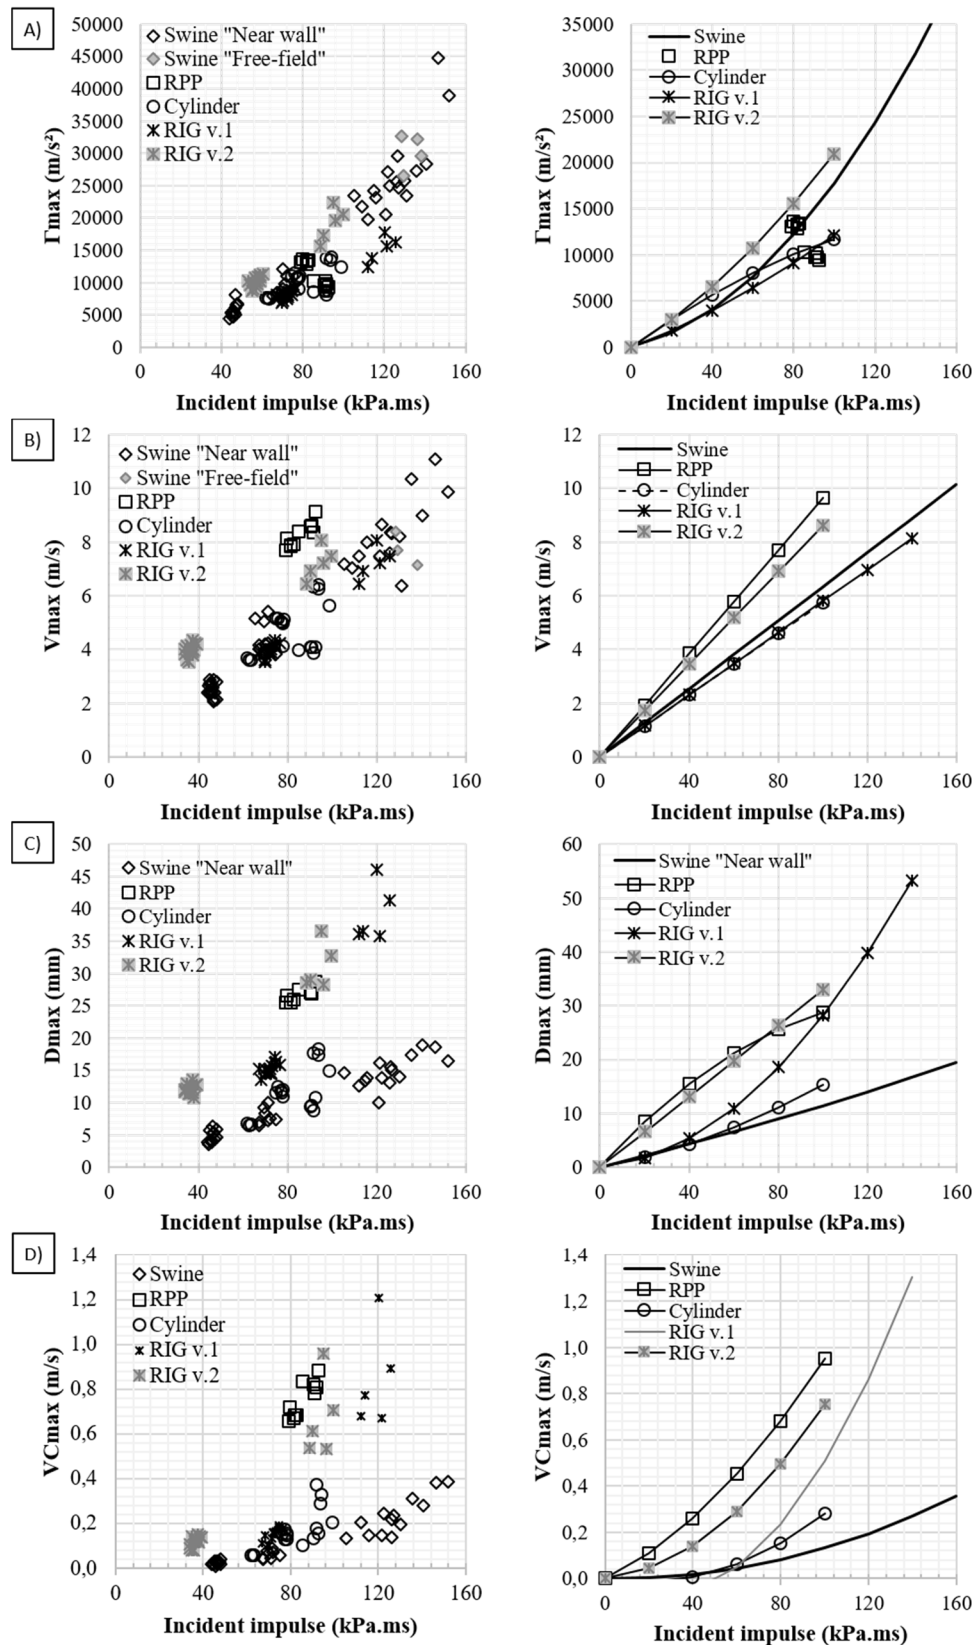 A)
50000
45000
40000
35000
30000
25000
20000
15000
10000
5000
0
Γmax (m/s²)
Swine "Near wall"
Swine "Free-field"
RPP
Cylinder
RIG v.1
RIG v.2
0 40 80 120 160
Incident impulse (kPa.ms)
35000
30000
25000
20000
15000
10000
5000
0
Γmax (m/s²)
Swine
RPP
Cylinder
RIG v.1
RIG v.2
0 40 80 120 160
Incident impulse (kPa.ms)
B)
12
10
8
6
4
2
0
Vmax (m/s)
Swine "Near wall"
Swine "Free-field"
RPP
Cylinder
RIG v.1
RIG v.2
0 40 80 120 160
Incident impulse (kPa.ms)
12
10
8
6
4
2
0
Vmax (m/s)
Swine
RPP
Cylinder
RIG v.1
RIG v.2
0 40 80 120 160
Incident impulse (kPa.ms)
C)
50
45
40
35
30
25
20
15
10
5
0
Dmax (mm)
Swine "Near wall"
RPP
Cylinder
RIG v.1
RIG v.2
0 40 80 120 160
Incident impulse (kPa.ms)
60
50
40
30
20
10
0
Dmax (mm)
Swine "Near wall"
RPP
Cylinder
RIG v.1
RIG v.2
0 40 80 120 160
Incident impulse (kPa.ms)
D)
1,4
1,2
1,0
0,8
0,6
0,4
0,2
0,0
VCmax (m/s)
Swine
RPP
Cylinder
RIG v.1
RIG v.2
0 40 80 120 160
Incident impulse (kPa.ms)
1,4
1,2
1,0
0,8
0,6
0,4
0,2
0,0
VCmax (m/s)
Swine
RPP
Cylinder
RIG v.1
RIG v.2
0 40 80 120 160
Incident impulse (kPa.ms)